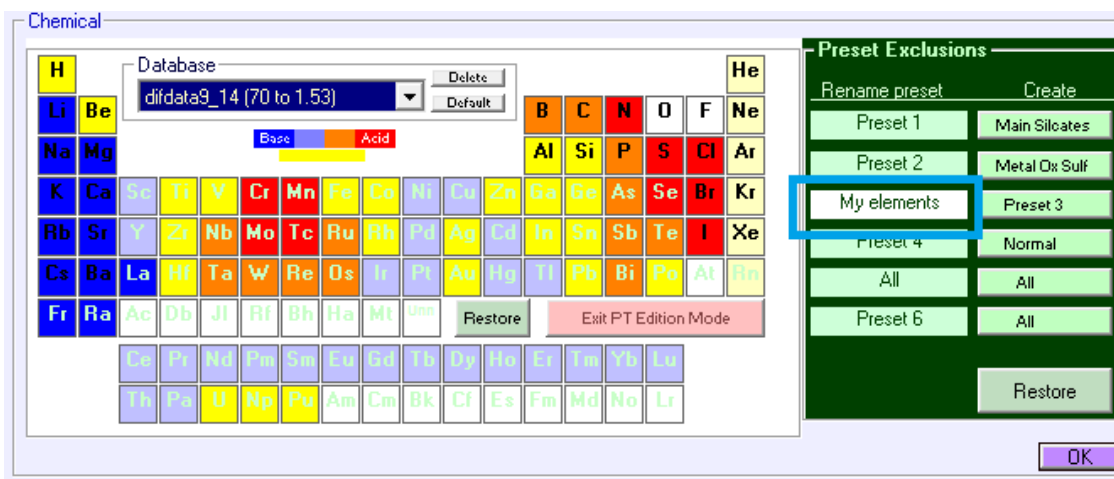 Chemical
Database
Delete
difdata9_14 (70 to 1.53)
Default
Base Acid
H He
Li Be B C N O F Ne
Na Mg Al Si P S Cl Ar
K Ca Sc Ti V Cr Mn Fe Co Ni Cu Zn Ga Ge As Se Br Kr
Rb Sr Y Zr Nb Mo Tc Ru Rh Pd Ag Cd In Sn Sb Te I Xe
Cs Ba La Hf Ta W Re Os Ir Pt Au Hg Tl Pb Bi Po At Rn
Fr Ra Ac Db Jl Rf Bh Ha Mt Unn
Restore Exit PT Edition Mode
Ce Pr Nd Pm Sm Eu Gd Tb Dy Ho Er Tm Yb Lu
Th Pa U Np Pu Am Cm Bk Cf Es Fm Md No Lr
Preset Exclusions
Rename preset Create
Preset 1 Main Silcates
Preset 2 Metal Ox Sulf
My elements Preset 3
Preset 4 Normal
All All
Preset 6 All
Restore
OK